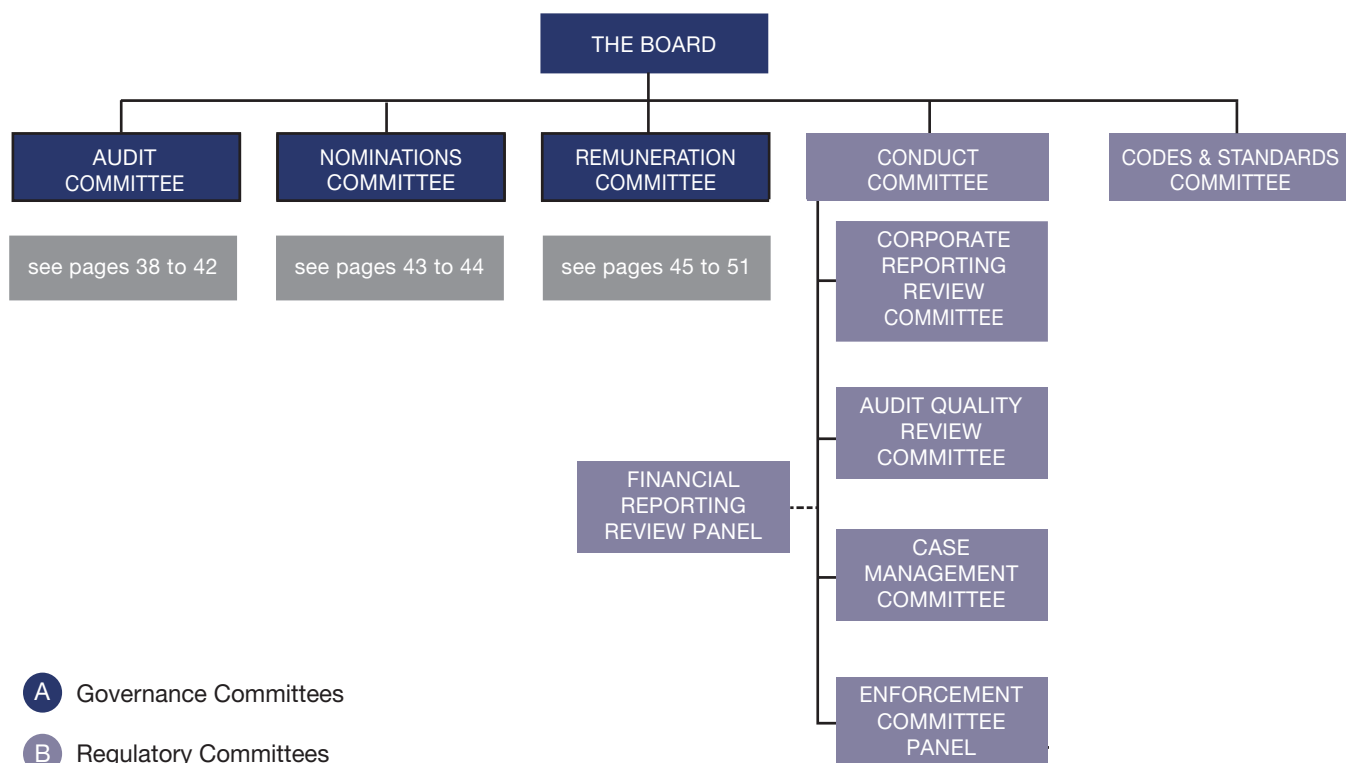 THE BOARD
AUDIT
COMMITTEE
NOMINATIONS
COMMITTEE
REMUNERATION
COMMITTEE
CONDUCT
COMMITTEE
CODES & STANDARDS
COMMITTEE
see pages 38 to 42
see pages 43 to 44
see pages 45 to 51
CORPORATE
REPORTING
REVIEW
COMMITTEE
AUDIT QUALITY
REVIEW
COMMITTEE
FINANCIAL
REPORTING
REVIEW PANEL
CASE
MANAGEMENT
COMMITTEE
ENFORCEMENT
COMMITTEE
PANEL
A Governance Committees
B Regulatory Committees